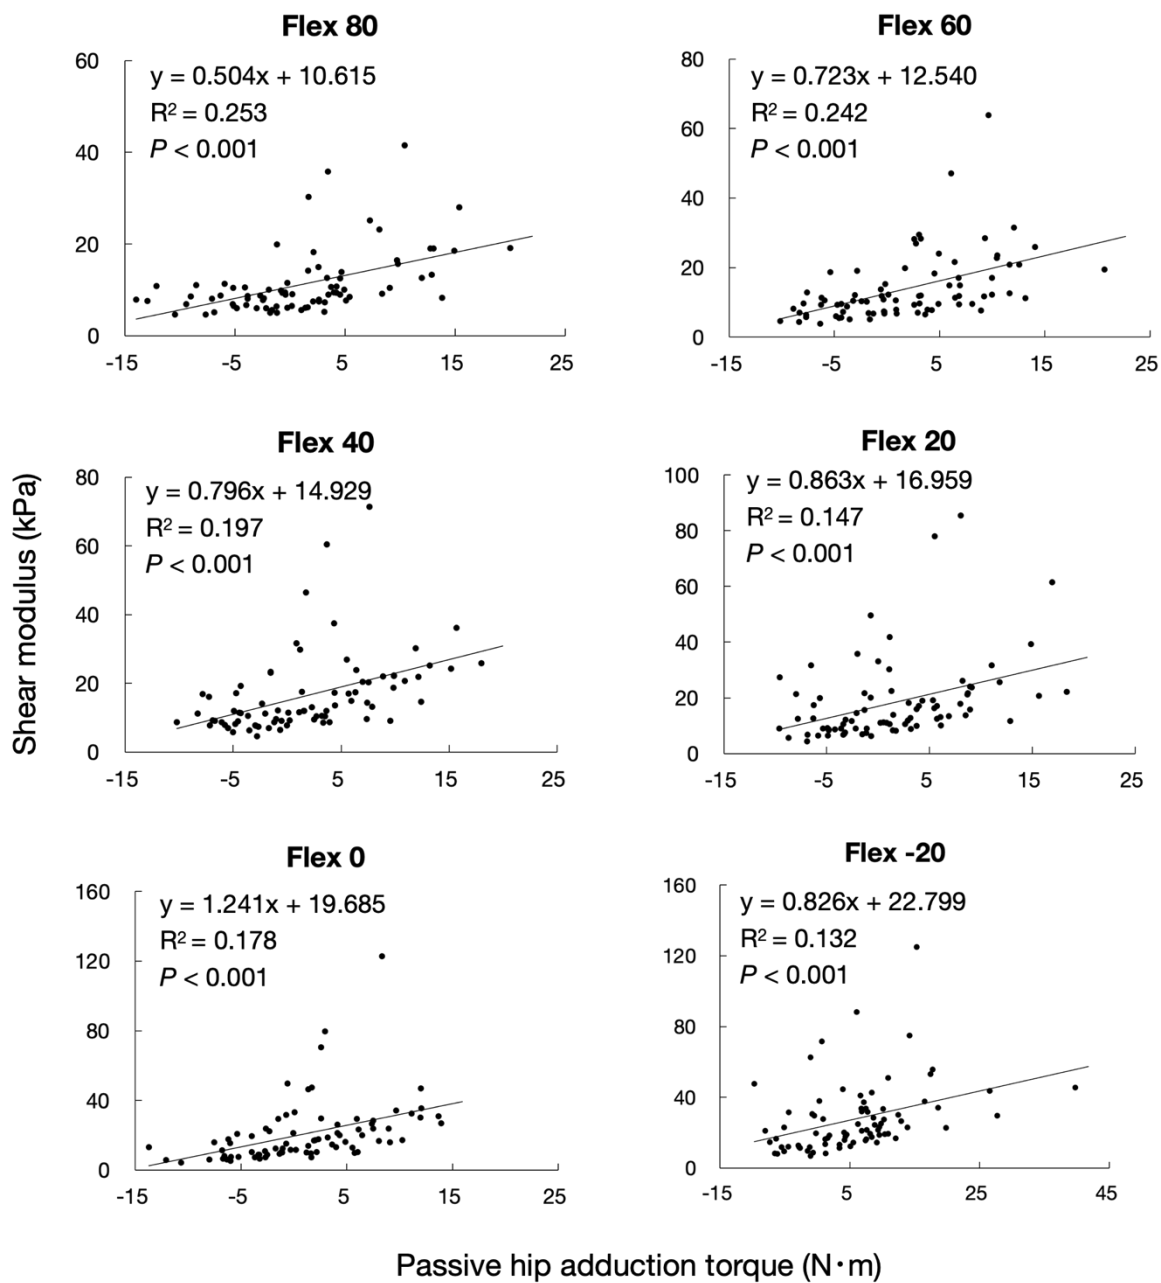 Flex 80
60
40
20
0
y = 0.504x + 10.615
R² = 0.253
P < 0.001
-15 -5 5 15 25
Flex 60
80
60
40
20
0
y = 0.723x + 12.540
R² = 0.242
P < 0.001
-15 -5 5 15 25
Flex 40
80
60
40
20
0
y = 0.796x + 14.929
R² = 0.197
P < 0.001
-15 -5 5 15 25
Flex 20
100
80
60
40
20
0
y = 0.863x + 16.959
R² = 0.147
P < 0.001
-15 -5 5 15 25
Shear modulus (kPa)
Flex 0
160
120
80
40
0
y = 1.241x + 19.685
R² = 0.178
P < 0.001
-15 -5 5 15 25
Flex -20
160
120
80
40
0
y = 0.826x + 22.799
R² = 0.132
P < 0.001
-15 5 25 45
Passive hip adduction torque (N·m)